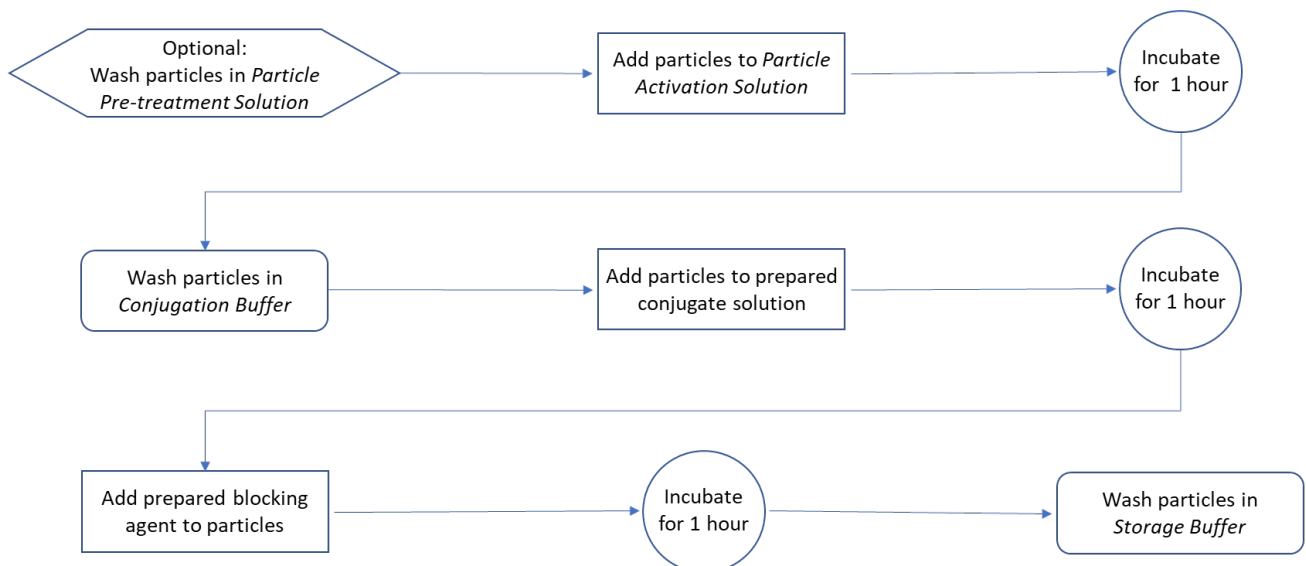 Optional:
Wash particles in Particle
Pre-treatment Solution
Add particles to Particle
Activation Solution
Incubate
for 1 hour
Wash particles in
Conjugation Buffer
Add particles to prepared
conjugate solution
Incubate
for 1 hour
Add prepared blocking
agent to particles
Incubate
for 1 hour
Wash particles in
Storage Buffer